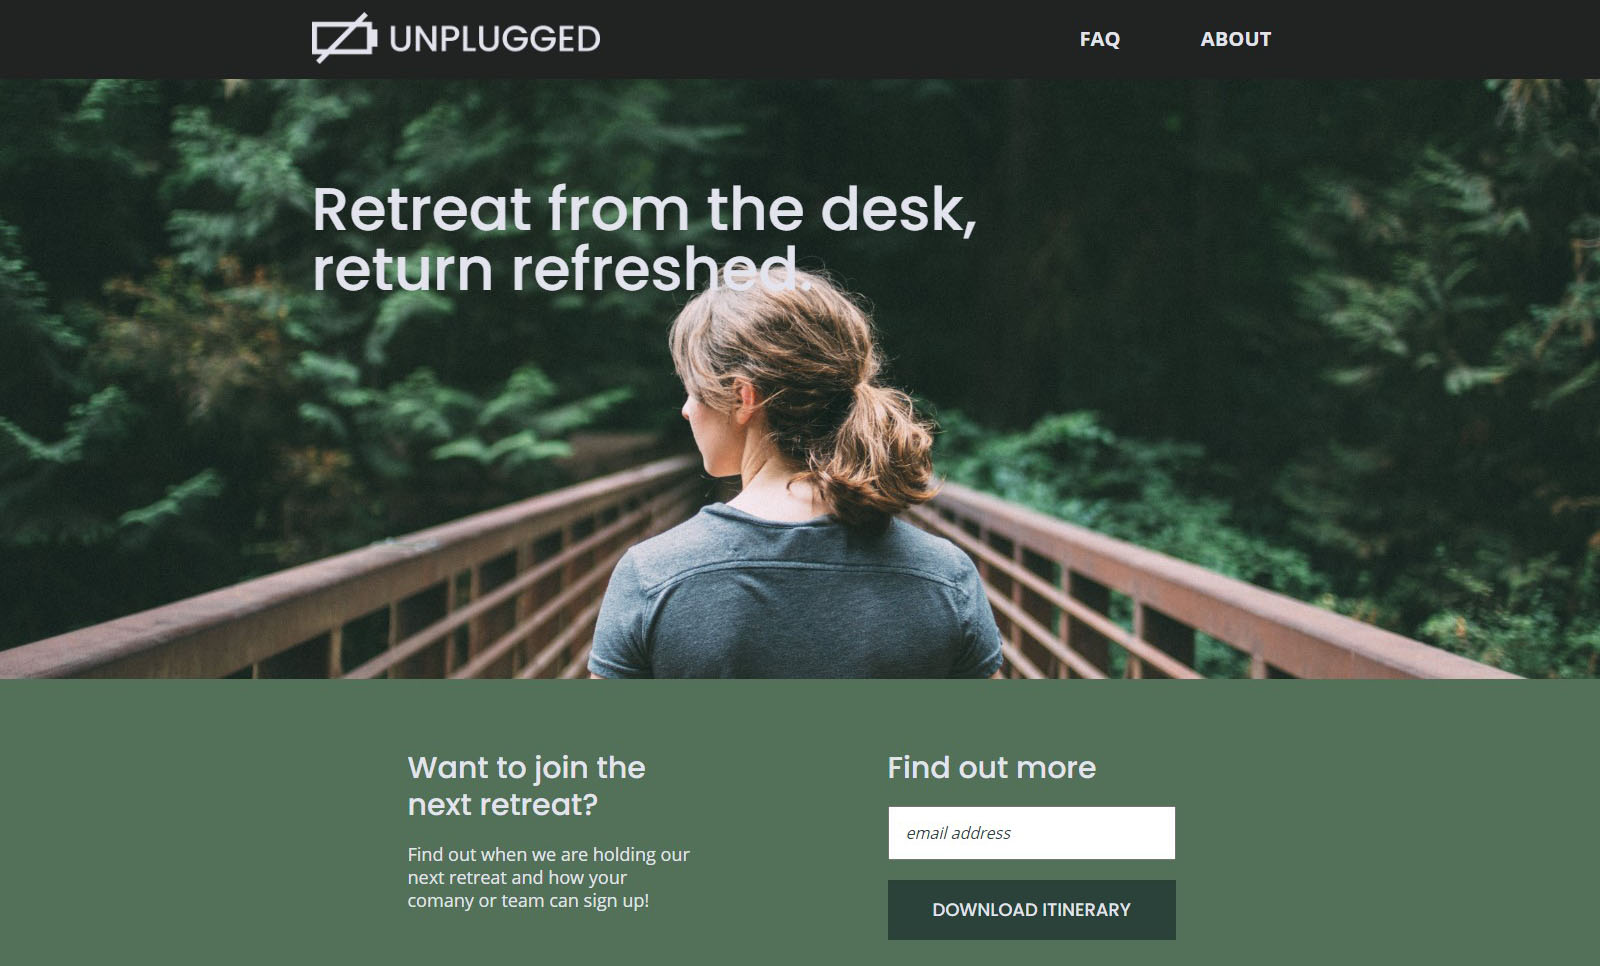 UNPLUGGED
FAQ
ABOUT
Retreat from the desk,
return refreshed.
Want to join the
next retreat?
Find out when we are holding our
next retreat and how your
comany or team can sign up!
Find out more
email address
DOWNLOAD ITINERARY